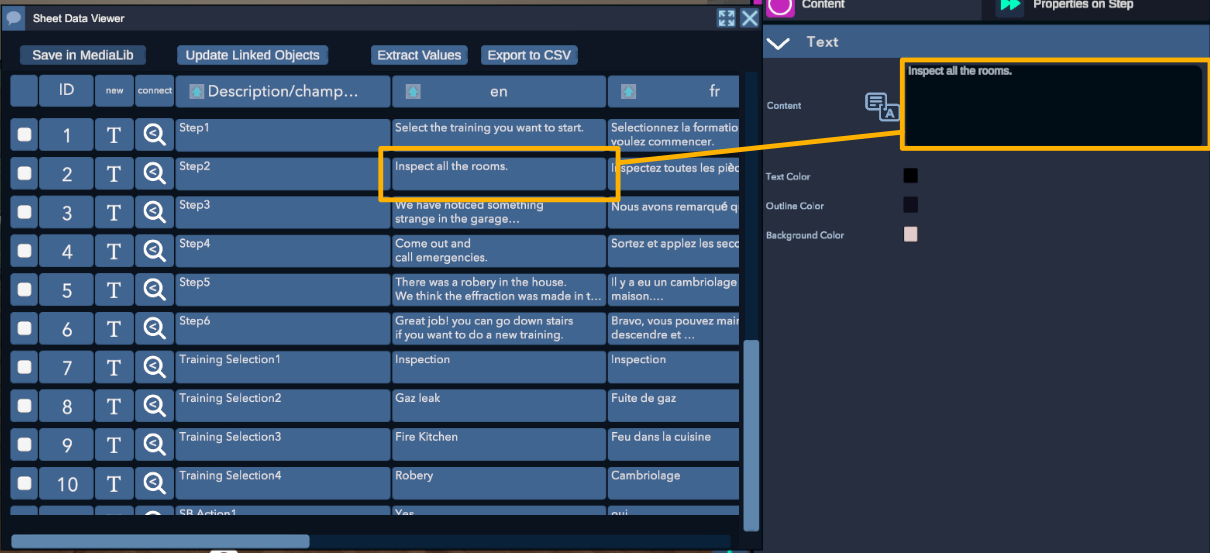 Sheet Data Viewer
Content
Properties on Step
Save in MediaLib
Update Linked Objects
Extract Values
Export to CSV
Text
ID
new
connect
Description/champ...
en
fr
1
T
Step1
Select the training you want to start.
Selectionnez la formatio
voulez commencer.
2
T
Step2
Inspect all the rooms.
Inspectez toutes les pièc
3
T
Step3
We have noticed something
strange in the garage...
Nous avons remarqué q
4
T
Step4
Come out and
call emergencies.
Sortez et applez les seco
5
T
Step5
There was a robery in the house.
We think the effraction was made in t...
Il y a eu un cambriolage
maison....
6
T
Step6
Great job! you can go down stairs
if you want to do a new training.
Bravo, vous pouvez main
descendre et ...
7
T
Training Selection1
Inspection
Inspection
8
T
Training Selection2
Gaz leak
Fuite de gaz
9
T
Training Selection3
Fire Kitchen
Feu dans la cuisine
10
T
Training Selection4
Robery
Cambriolage
SB Action1
Yes
oui
Inspect all the rooms.
Content
A
Text Color
Outline Color
Background Color